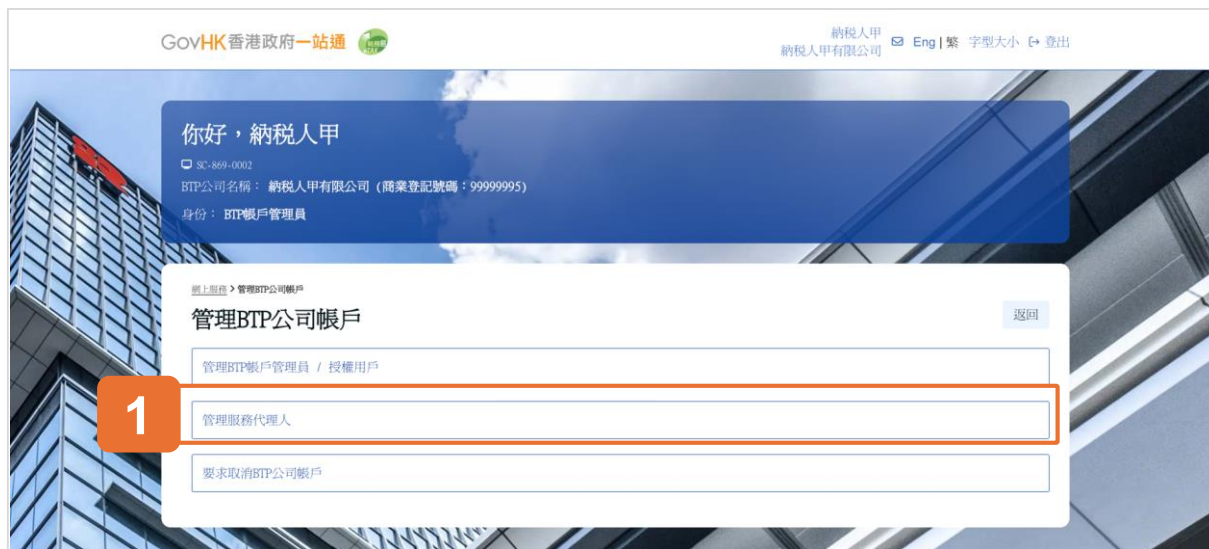 GovHK香港政府一站通
納稅人甲
納稅人甲有限公司
Eng|繁 字型大小 登出
你好，納稅人甲
SC-869-0002
BTP公司名稱： 納稅人甲有限公司 (商業登記號碼：99999995)
身份： BTP帳戶管理員
網上服務 > 管理BTP公司帳戶
管理BTP公司帳戶
返回
管理BTP帳戶管理員 / 授權用戶
1
管理服務代理人
要求取消BTP公司帳戶